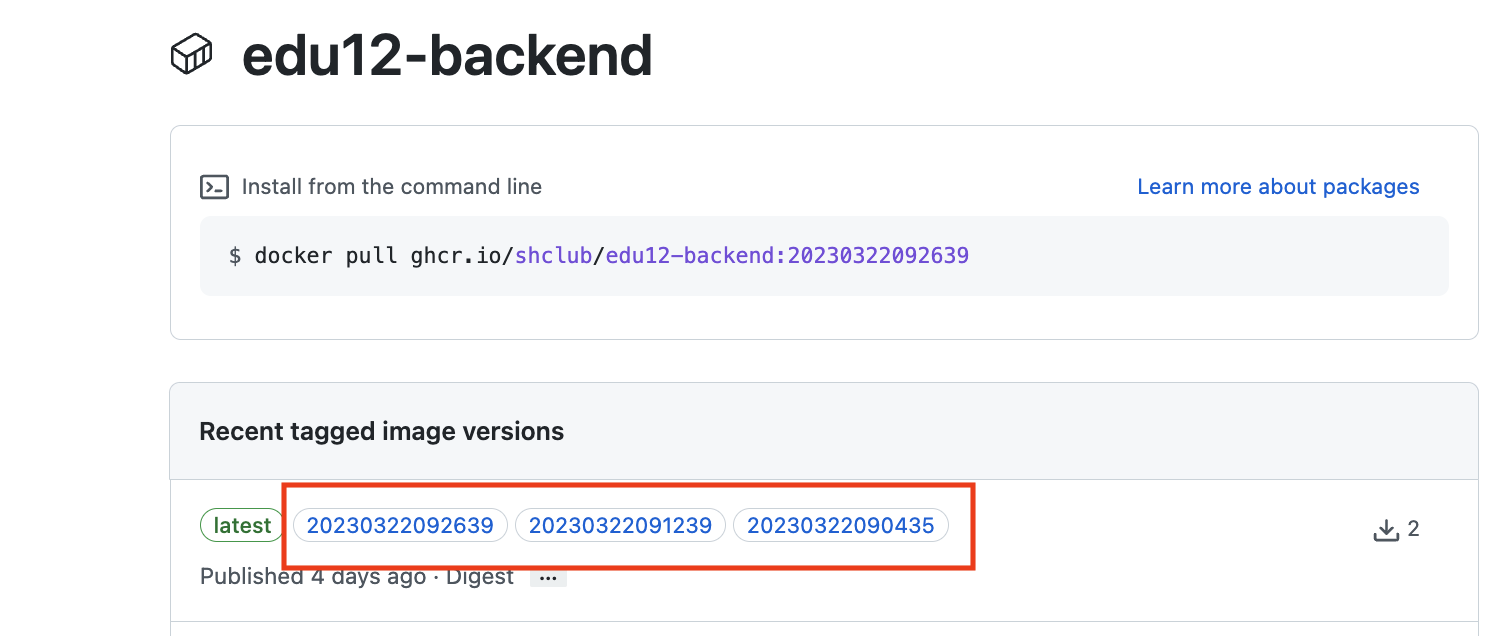 edu12-backend
Install from the command line
Learn more about packages
$ docker pull ghcr.io/shclub/edu12-backend:20230322092639
Recent tagged image versions
latest 20230322092639 20230322091239 20230322090435
2
Published 4 days ago · Digest ...